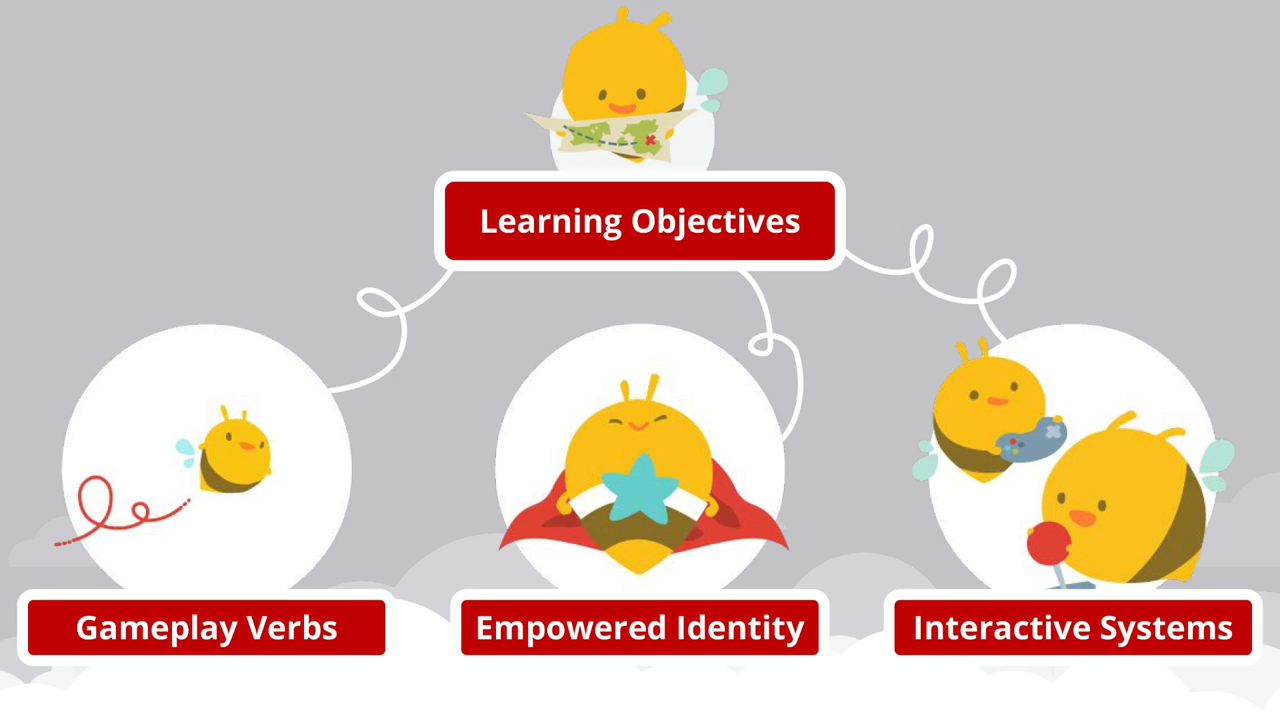 Learning Objectives
Gameplay Verbs
Empowered Identity
Interactive Systems